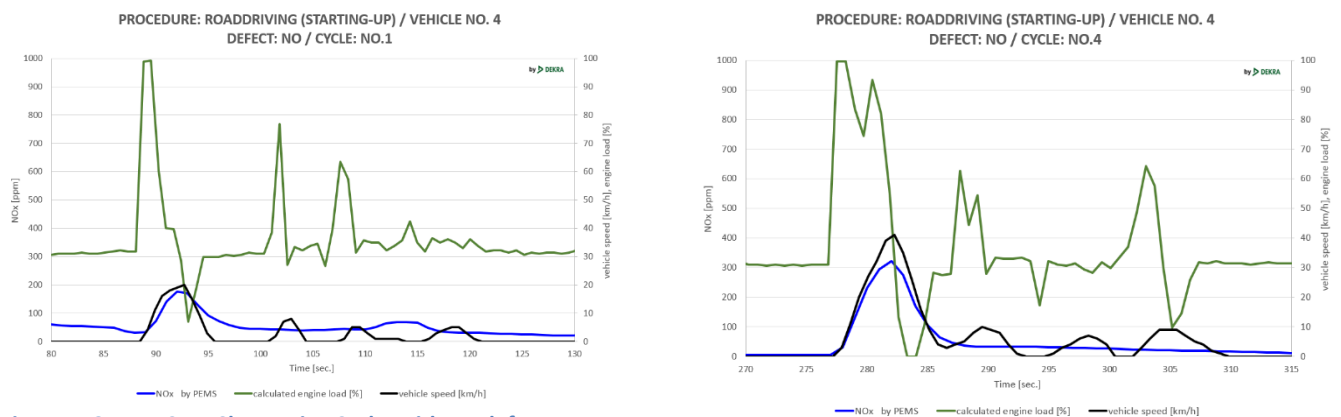 PROCEDURE: ROADDRIVING (STARTING-UP) / VEHICLE NO. 4
DEFECT: NO / CYCLE: NO.1
by DEKRA
NOx [ppm]
1000
900
800
700
600
500
400
300
200
100
0
100
90
80
70
60
50
40
30
20
10
0
vehicle speed [km/h], engine load [%]
80 85 90 95 100 105 110 115 120 125 130
Time [sec.]
NOx by PEMS calculated engine load [%] vehicle speed [km/h]
PROCEDURE: ROADDRIVING (STARTING-UP) / VEHICLE NO. 4
DEFECT: NO / CYCLE: NO.4
by DEKRA
NOx [ppm]
1000
900
800
700
600
500
400
300
200
100
0
100
90
80
70
60
50
40
30
20
10
0
vehicle speed [km/h], engine load [%]
270 275 280 285 290 295 300 305 310 315
Time [sec.]
NOx by PEMS calculated engine load [%] vehicle speed [km/h]